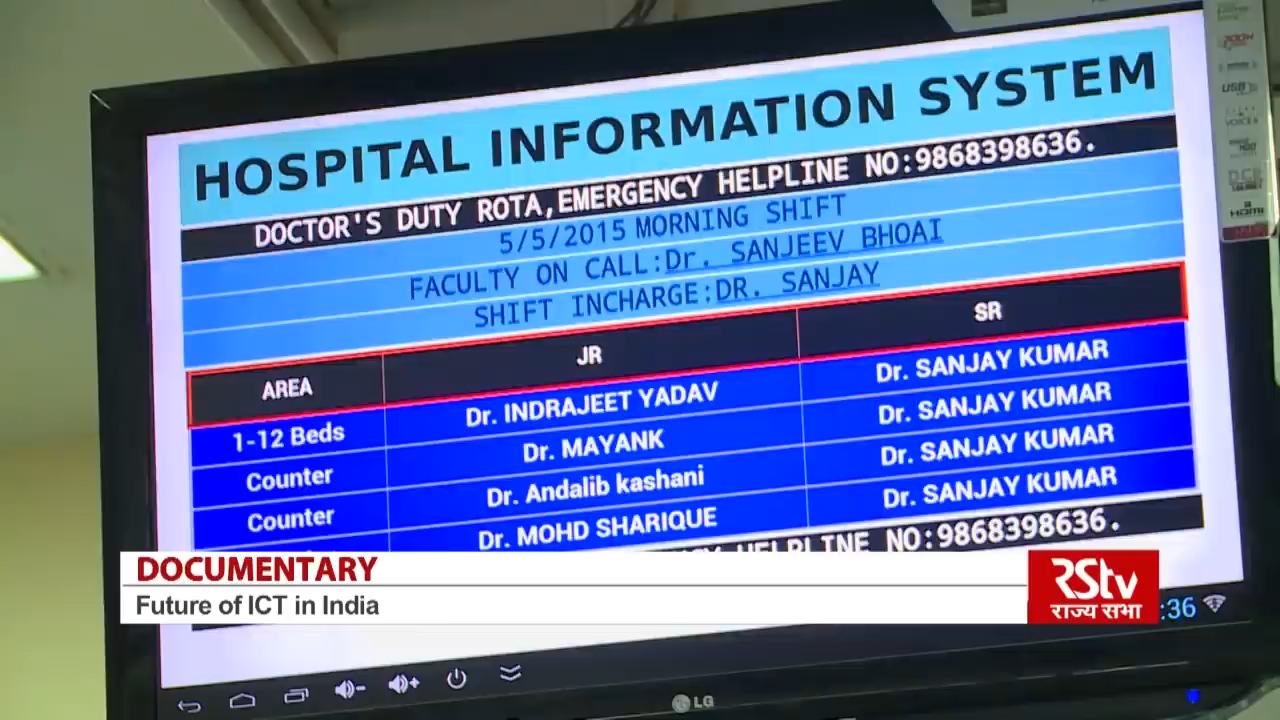 HOSPITAL INFORMATION SYSTEM
DOCTOR'S DUTY ROTA,EMERGENCY HELPLINE NO:9868398636.
5/5/2015 MORNING SHIFT
FACULTY ON CALL:Dr. SANJEEV BHOAI
SHIFT INCHARGE:DR. SANJAY
AREA JR SR
1-12 Beds Dr. INDRAJEET YADAV Dr. SANJAY KUMAR
Counter Dr. MAYANK Dr. SANJAY KUMAR
Counter Dr. Andalib kashani Dr. SANJAY KUMAR
Dr. MOHD SHARIQUE Dr. SANJAY KUMAR
HELPLINE NO:9868398636.
DOCUMENTARY
Future of ICT in India
RSTV
राज्य सभा
:36
LG
USB
HDMI